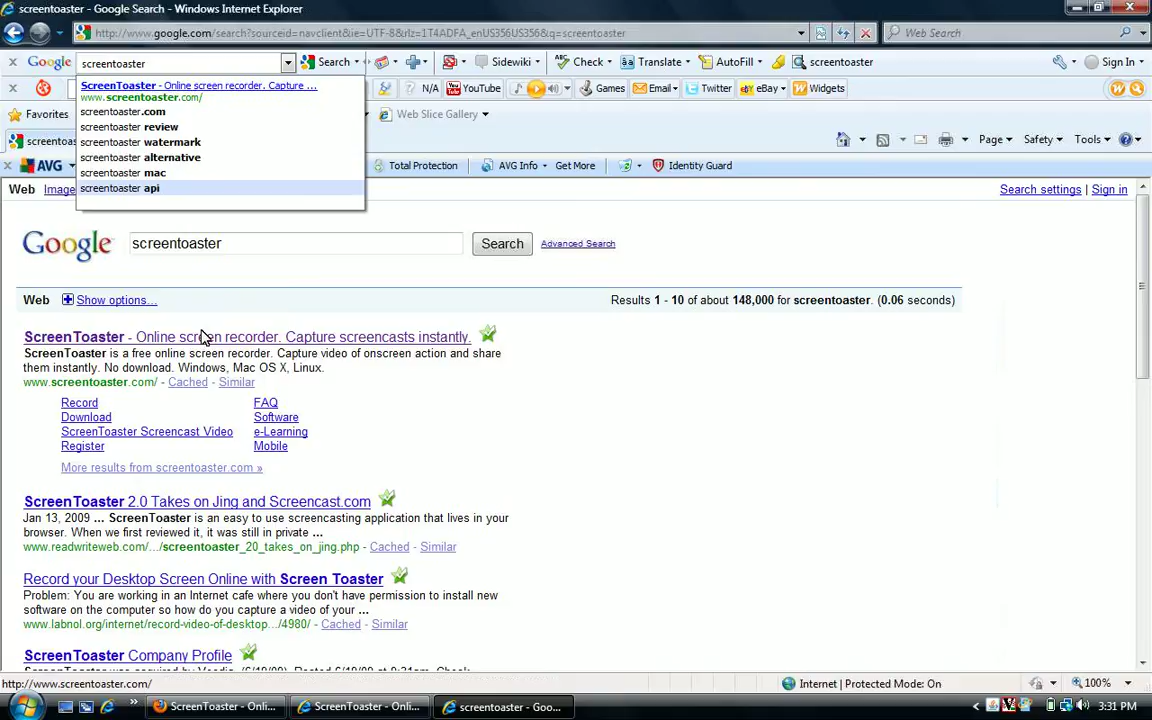 screentoaster - Google Search - Windows Internet Explorer
http://www.google.com/search?sourceid=navclient&ie=UTF-8&rlz=1T4ADFA_enUS356US356&q=screentoaster
Web Search
Google screentoaster Search Sidewiki Check Translate AutoFill screentoaster Sign In
N/A YouTube Games Email Twitter eBay Widgets
Favorites Web Slice Gallery
Page Safety Tools
AVG Total Protection AVG Info Get More Identity Guard
ScreenToaster - Online screen recorder. Capture ...
www.screentoaster.com/
screentoaster.com
screentoaster review
screentoaster watermark
screentoaster alternative
screentoaster mac
screentoaster api
Web Search settings | Sign in
Google screentoaster Search Advanced Search
Web Show options... Results 1 - 10 of about 148,000 for screentoaster. (0.06 seconds)
ScreenToaster - Online screen recorder. Capture screencasts instantly.
ScreenToaster is a free online screen recorder. Capture video of onscreen action and share
them instantly. No download. Windows, Mac OS X, Linux.
www.screentoaster.com/ - Cached - Similar
Record FAQ
Download Software
ScreenToaster Screencast Video e-Learning
Register Mobile
More results from screentoaster.com »
ScreenToaster 2.0 Takes on Jing and Screencast.com
Jan 13, 2009 ... ScreenToaster is an easy to use screencasting application that lives in your
browser. When we first reviewed it, it was still in private ...
www.readwriteweb.com/.../screentoaster_20_takes_on_jing.php - Cached - Similar
Record your Desktop Screen Online with Screen Toaster
Problem: You are working in an Internet cafe where you don't have permission to install new
software on the computer so how do you capture a video of your ...
www.labnol.org/internet/record-video-of-desktop.../4980/ - Cached - Similar
ScreenToaster Company Profile
http://www.screentoaster.com/ Internet | Protected Mode: On 100%
ScreenToaster - Onli... ScreenToaster - Onli... screentoaster - Goo... 3:31 PM